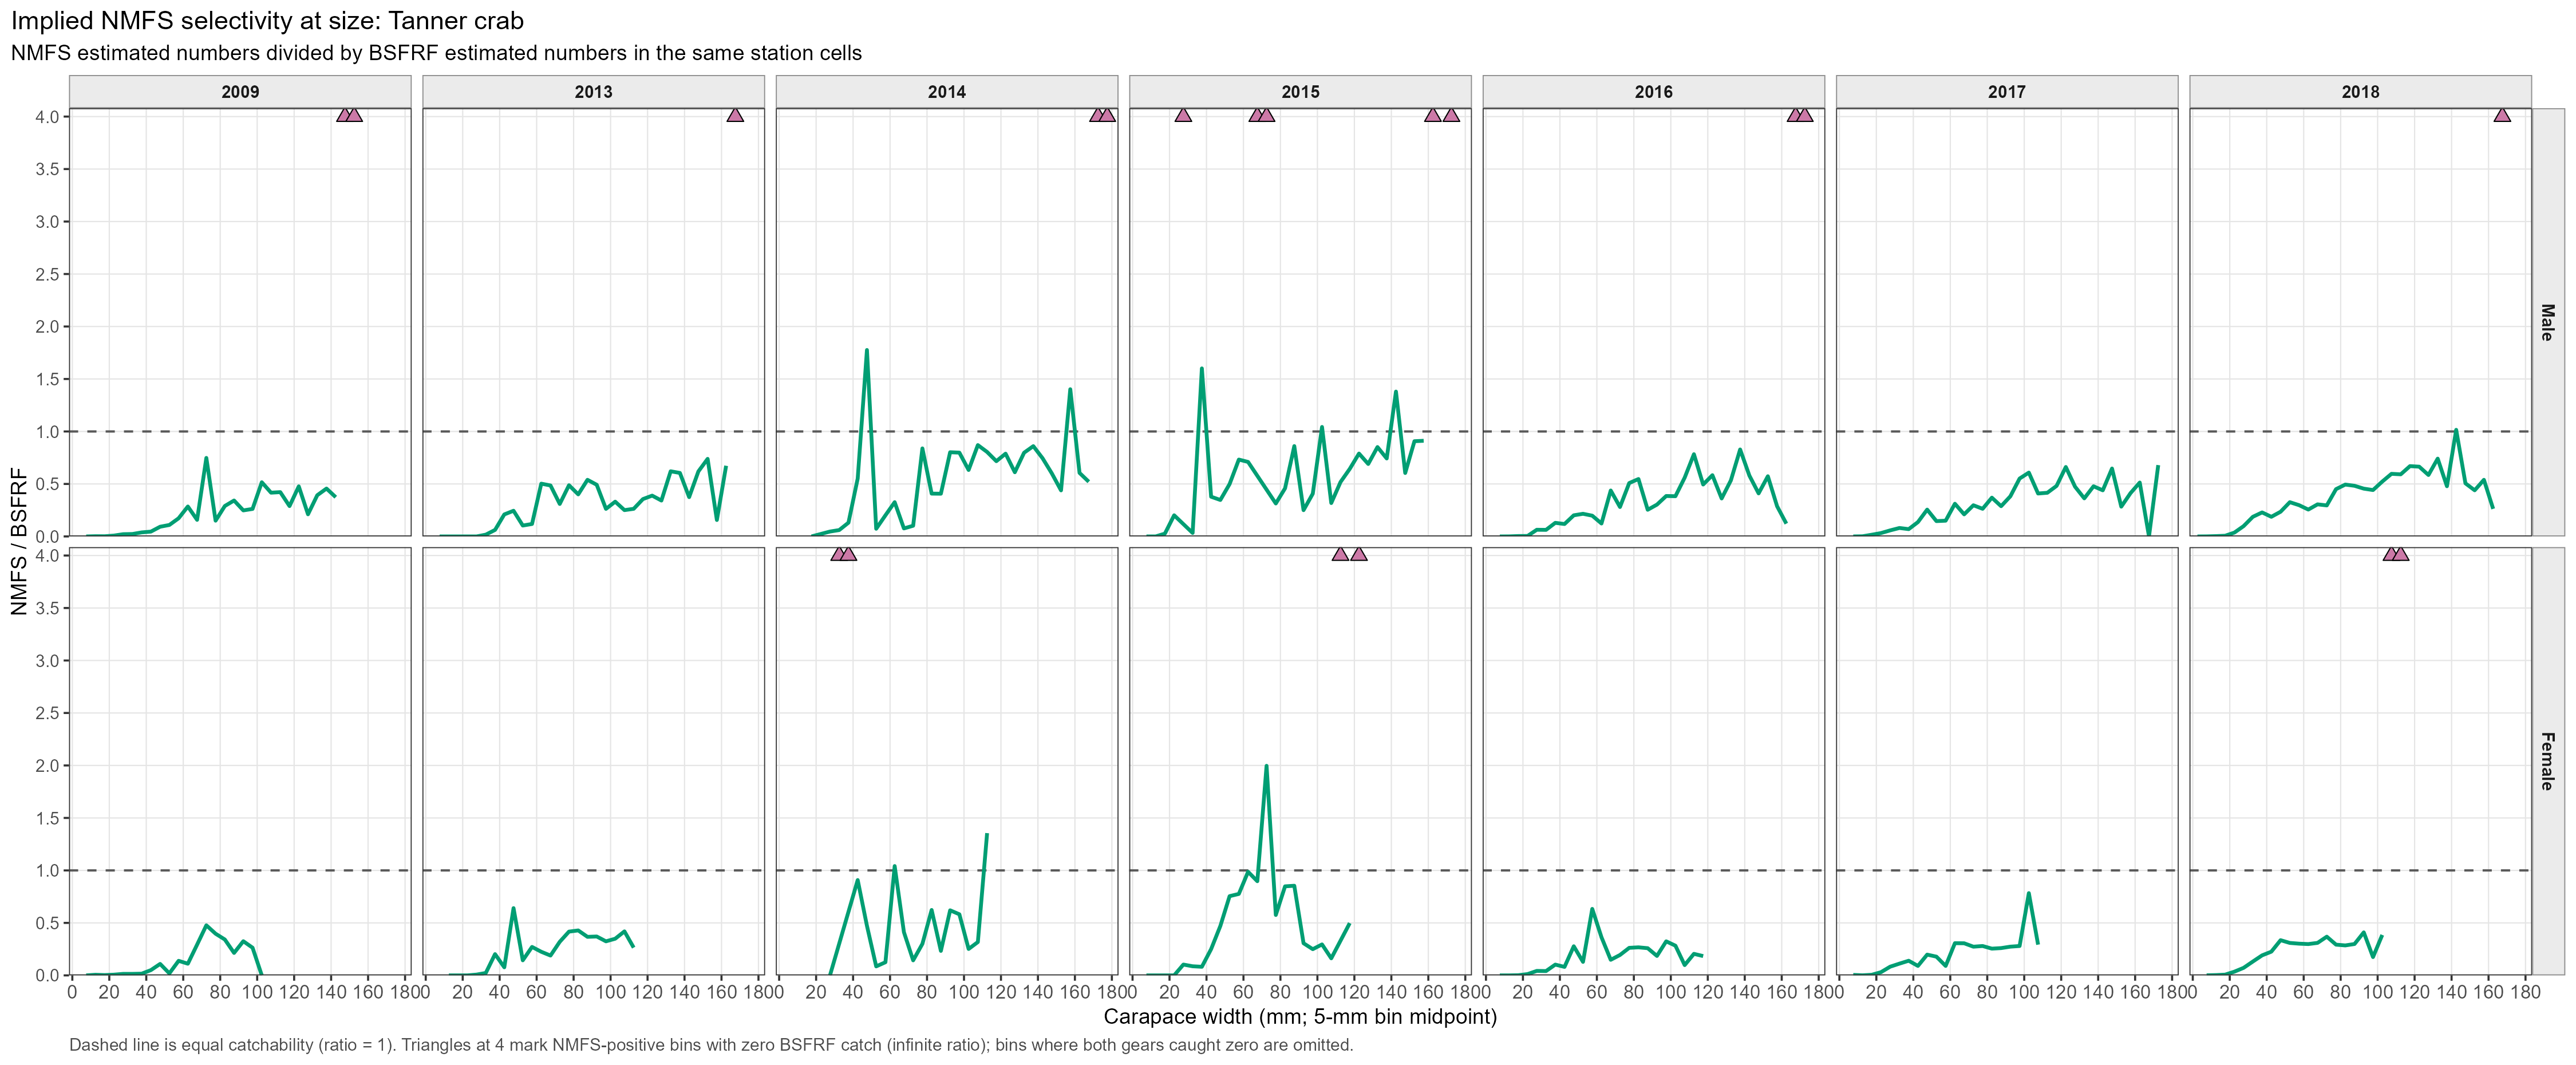 Implied NMFS selectivity at size: Tanner crab
NMFS estimated numbers divided by BSFRF estimated numbers in the same station cells
2009 2013 2014 2015 2016 2017 2018
4.0
3.5
3.0
2.5
2.0
1.5
1.0
0.5
0.0
Male
4.0
3.5
3.0
2.5
2.0
1.5
1.0
0.5
0.0
Female
NMFS / BSFRF
0 20 40 60 80 100 120 140 160 180 0 20 40 60 80 100 120 140 160 180 0 20 40 60 80 100 120 140 160 180 0 20 40 60 80 100 120 140 160 180 0 20 40 60 80 100 120 140 160 180 0 20 40 60 80 100 120 140 160 180 0 20 40 60 80 100 120 140 160 180
Carapace width (mm; 5-mm bin midpoint)
Dashed line is equal catchability (ratio = 1). Triangles at 4 mark NMFS-positive bins with zero BSFRF catch (infinite ratio); bins where both gears caught zero are omitted.